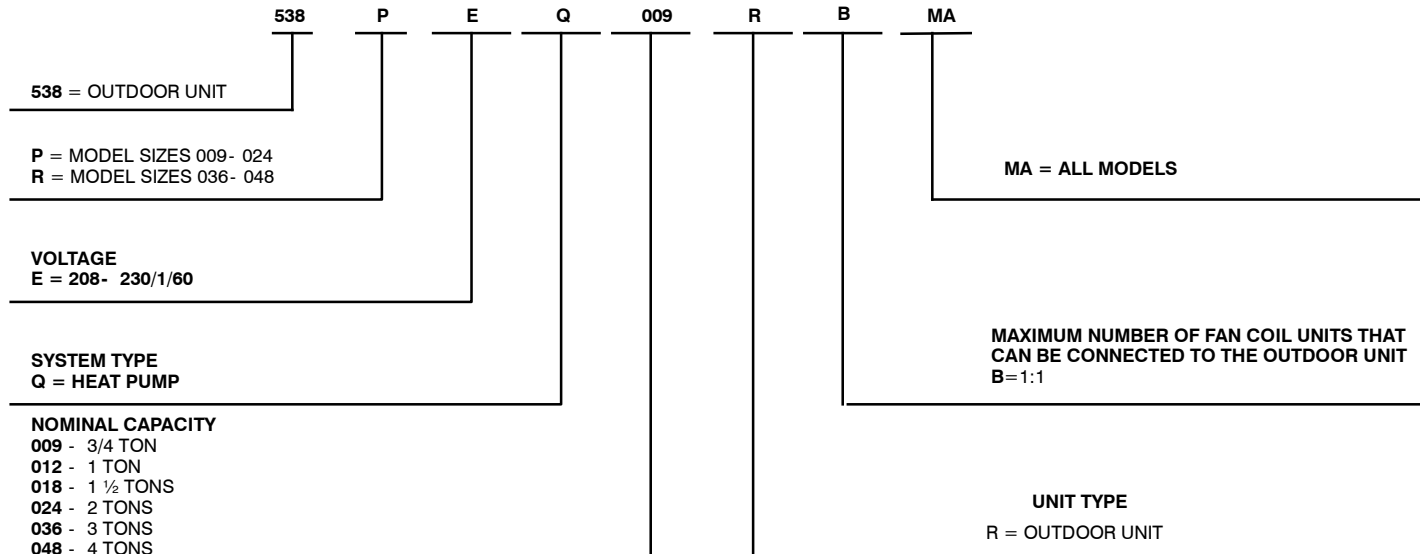 538 P E Q 009 R B MA
538 = OUTDOOR UNIT
P = MODEL SIZES 009- 024
R = MODEL SIZES 036- 048
MA = ALL MODELS
VOLTAGE
E = 208- 230/1/60
SYSTEM TYPE
Q = HEAT PUMP
MAXIMUM NUMBER OF FAN COIL UNITS THAT
CAN BE CONNECTED TO THE OUTDOOR UNIT
B=1:1
NOMINAL CAPACITY
009 - 3/4 TON
012 - 1 TON
018 - 1 ½ TONS
024 - 2 TONS
036 - 3 TONS
048 - 4 TONS
UNIT TYPE
R = OUTDOOR UNIT